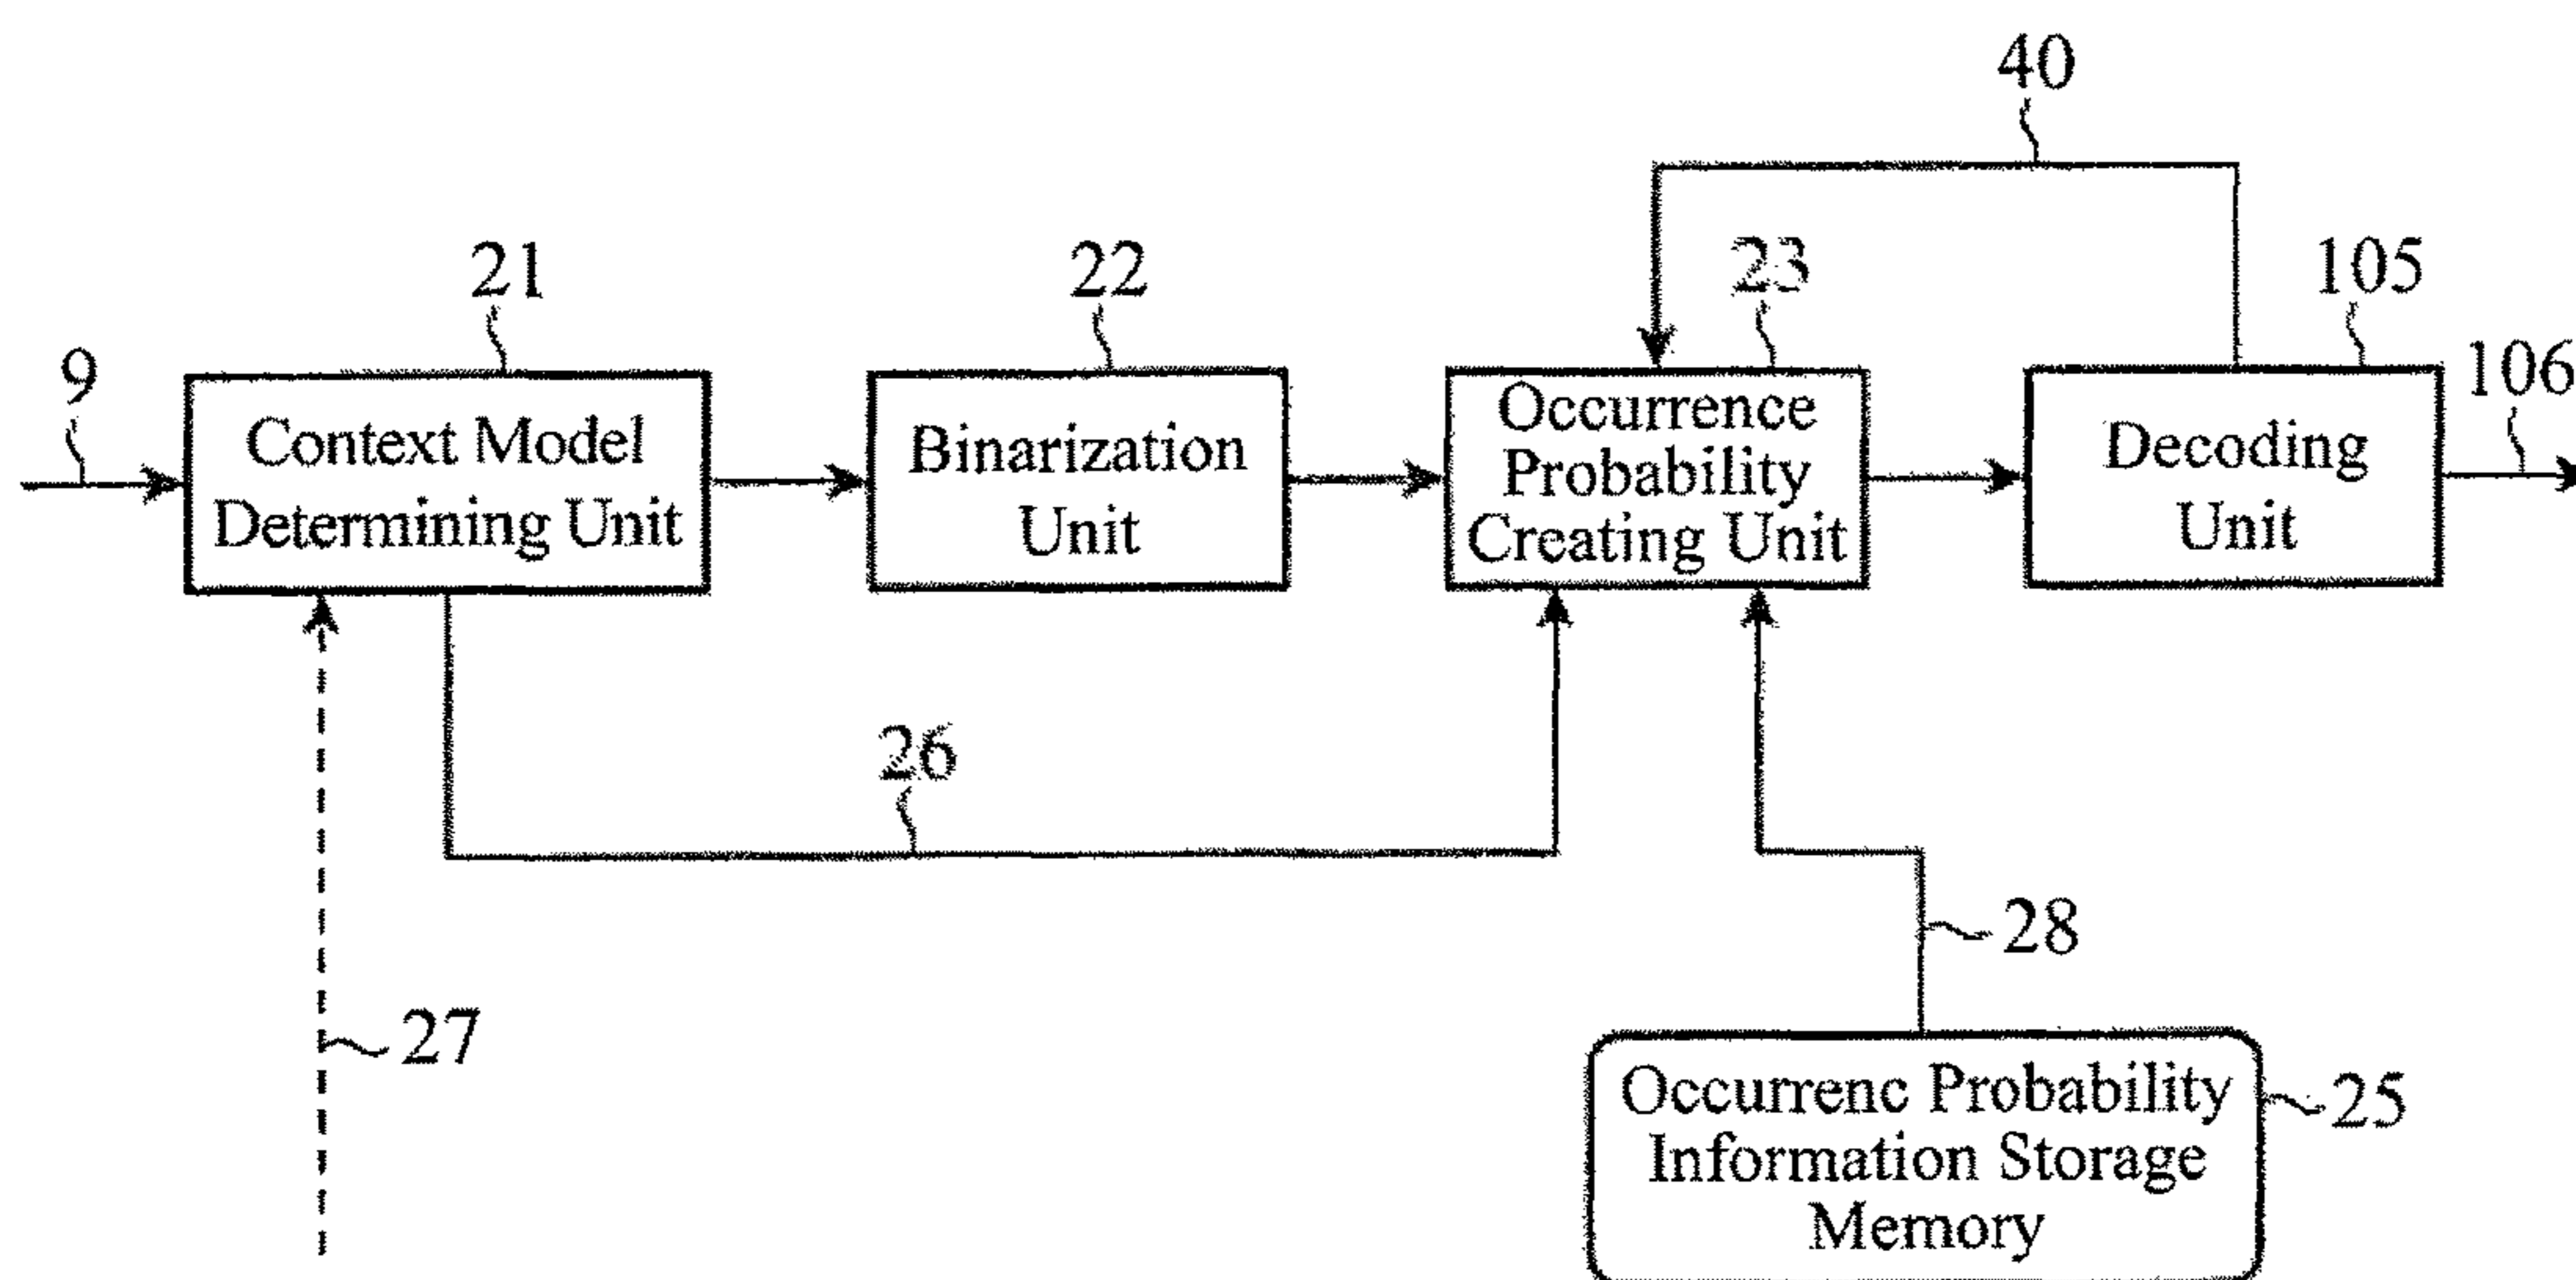 40
21
22
23
105
9
106
Context Model
Determining Unit
Binarization
Unit
Occurrence
Probability
Creating Unit
Decoding
Unit
26
28
27
25
Occurrenc Probability
Information Storage
Memory